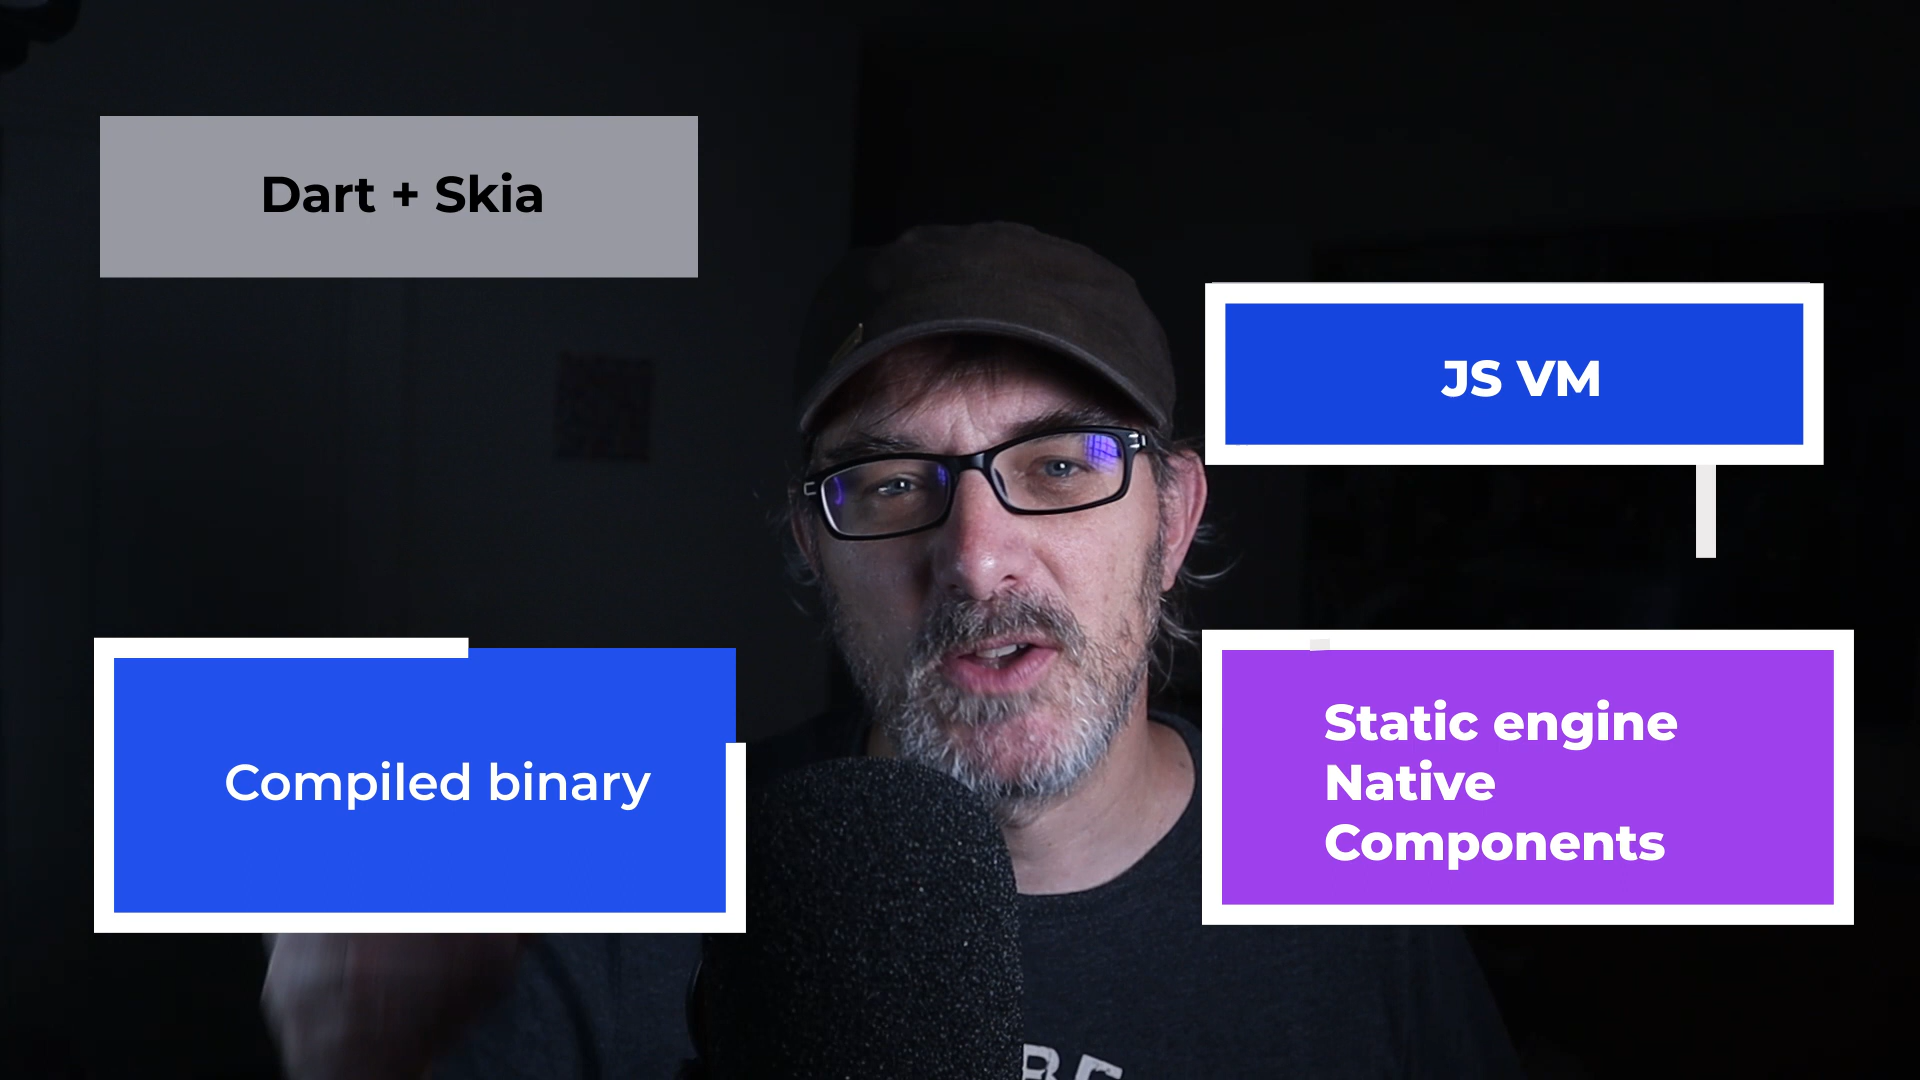 Dart + Skia
JS VM
Compiled binary
Static engine
Native
Components